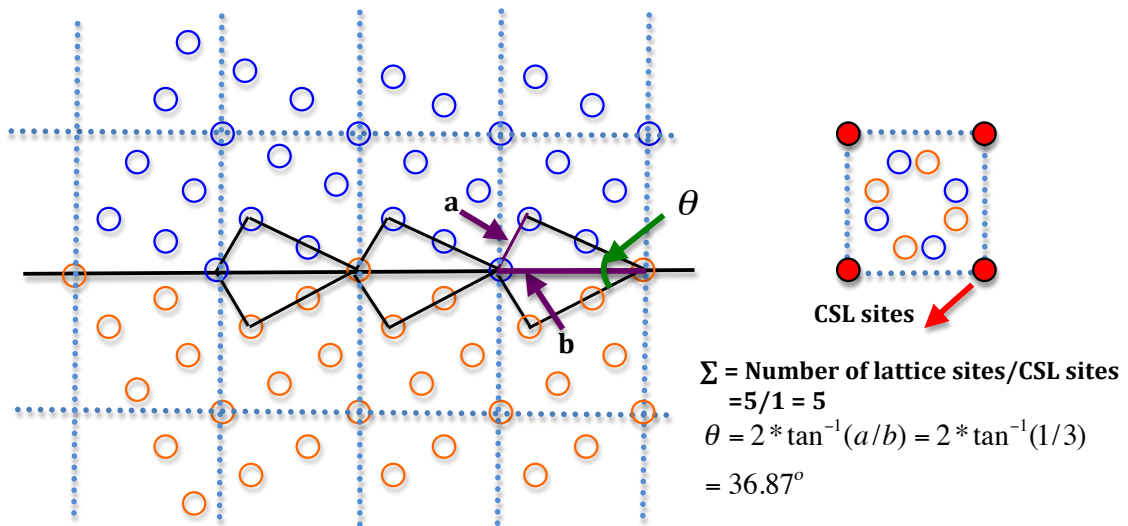 a
θ
b
CSL sites
Σ = Number of lattice sites/CSL sites
=5/1 = 5
θ = 2 * tan⁻¹(a/b) = 2 * tan⁻¹(1/3)
= 36.87ᵒ